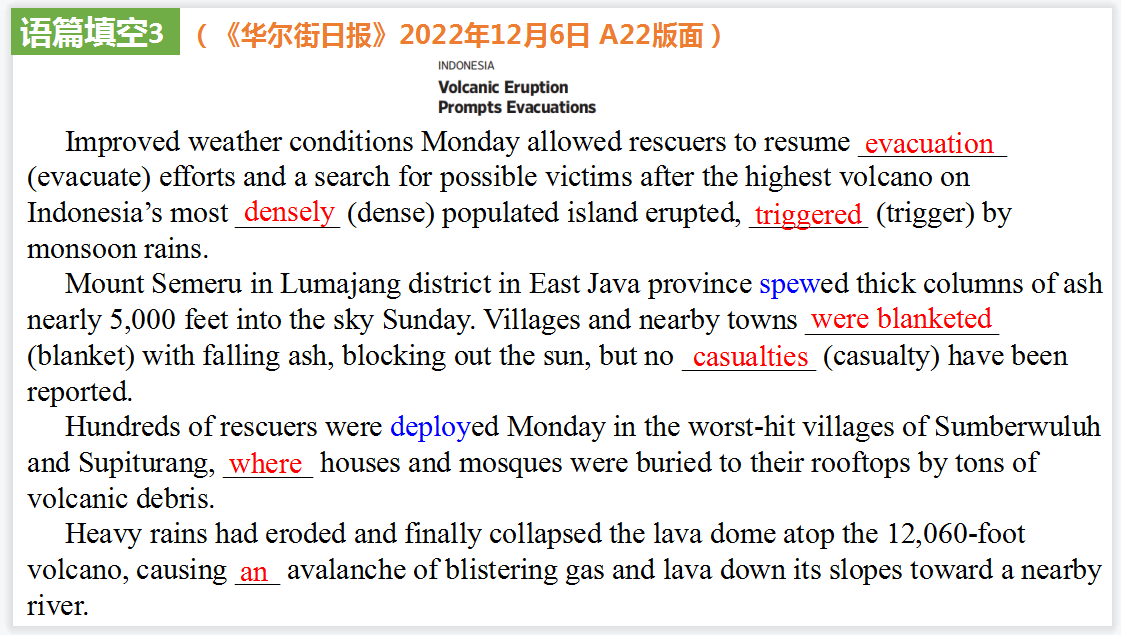 语篇填空3 （《华尔街日报》2022年12月6日 A22版面）
INDONESIA
Volcanic Eruption
Prompts Evacuations
Improved weather conditions Monday allowed rescuers to resume evacuation
(evacuate) efforts and a search for possible victims after the highest volcano on
Indonesia's most densely (dense) populated island erupted, triggered (trigger) by
monsoon rains.
Mount Semeru in Lumajang district in East Java province spewed thick columns of ash
nearly 5,000 feet into the sky Sunday. Villages and nearby towns were blanketed
(blanket) with falling ash, blocking out the sun, but no casualties (casualty) have been
reported.
Hundreds of rescuers were deployed Monday in the worst-hit villages of Sumberwuluh
and Supiturang, where houses and mosques were buried to their rooftops by tons of
volcanic debris.
Heavy rains had eroded and finally collapsed the lava dome atop the 12,060-foot
volcano, causing an avalanche of blistering gas and lava down its slopes toward a nearby
river.